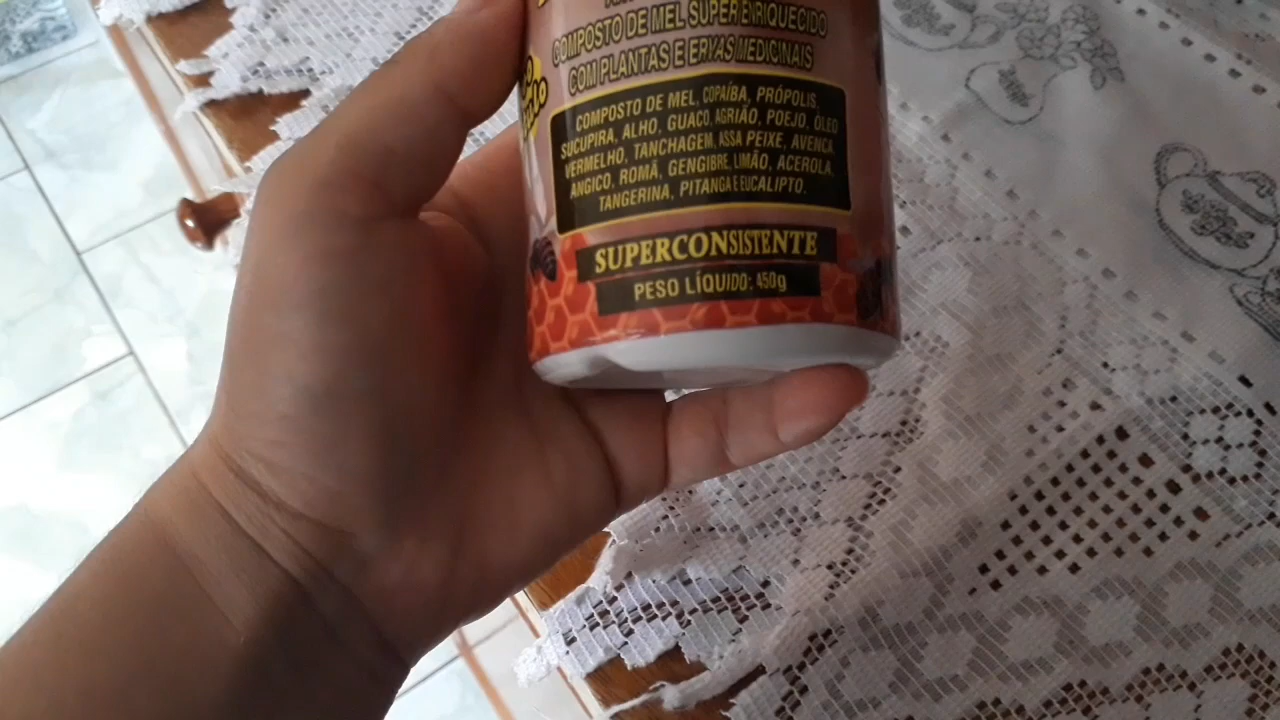 COMPOSTO DE MEL SUPER ENRIQUECIDO
COM PLANTAS E ERVAS MEDICINAIS
COMPOSTO DE MEL, COPAÍBA, PRÓPOLIS,
SUCUPIRA, ALHO, GUACO, AGRIÃO, POEJO, ÓLEO
VERMELHO, TANCHAGEM, ASSA PEIXE, AVENCA,
ANGICO, ROMÃ, GENGIBRE, LIMÃO, ACEROLA,
TANGERINA, PITANGA E EUCALIPTO.
SUPERCONSISTENTE
PESO LÍQUIDO: 450g